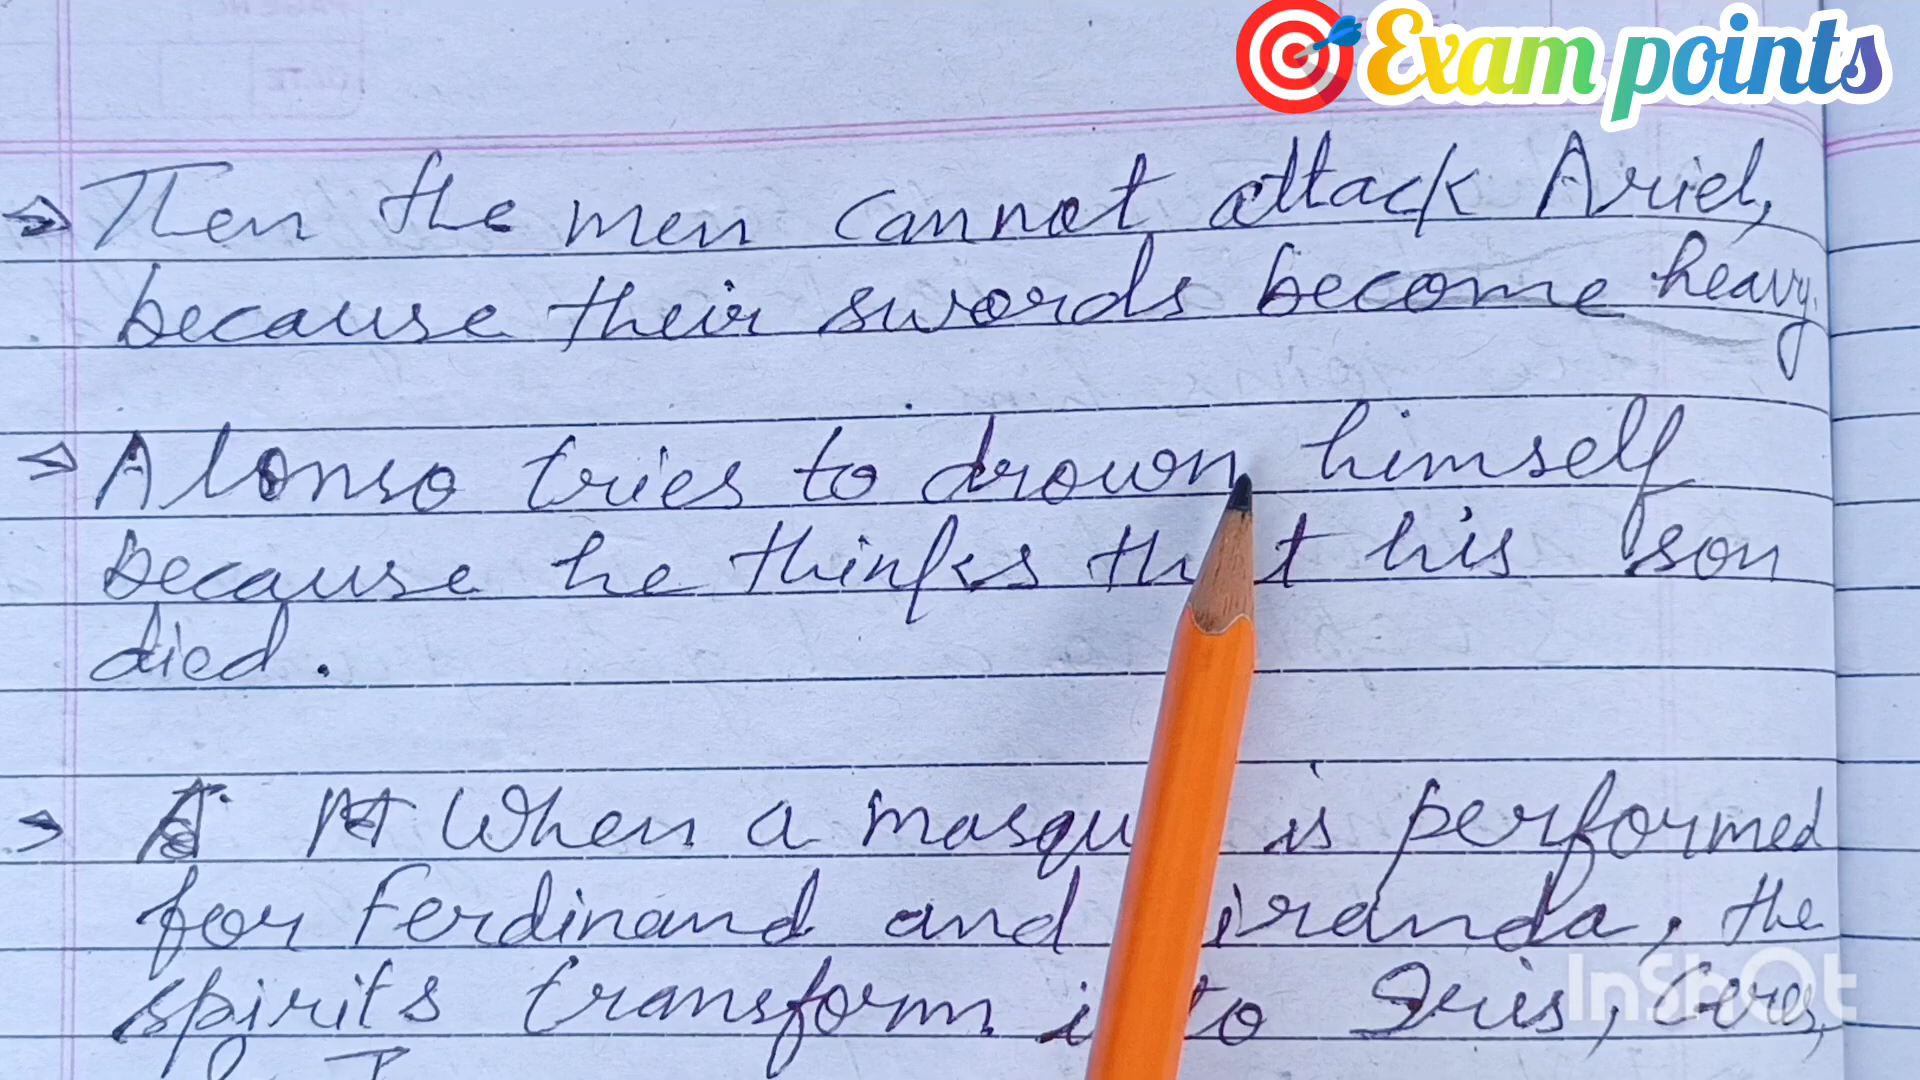 Exam points
→ Then the men cannot attack Ariel,
because their swords become heavy.
→ Alonso tries to drown himself
because he thinks that his son
died.
→ When a masque is performed
for Ferdinand and Miranda, the
spirits transform into Iris, Ceres,
InShOt